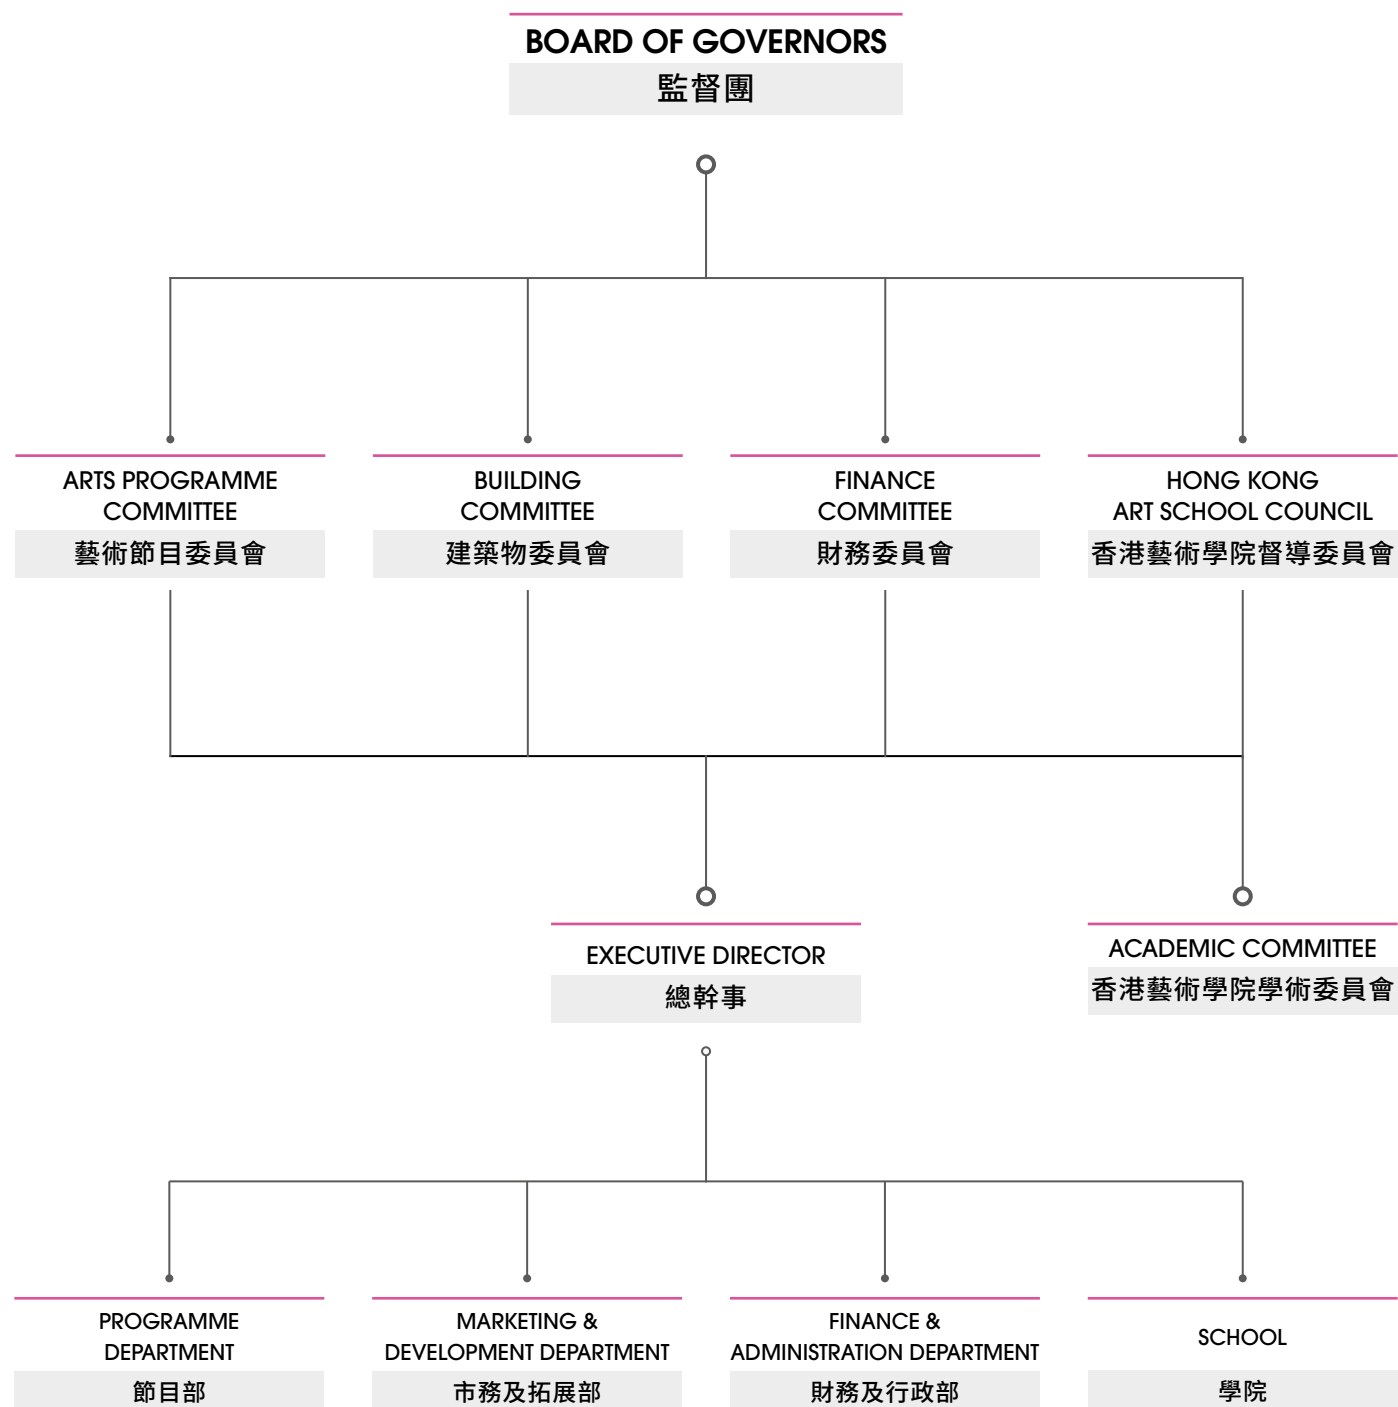 BOARD OF GOVERNORS
監督團
ARTS PROGRAMME
COMMITTEE
藝術節目委員會
BUILDING
COMMITTEE
建築物委員會
FINANCE
COMMITTEE
財務委員會
HONG KONG
ART SCHOOL COUNCIL
香港藝術學院督導委員會
EXECUTIVE DIRECTOR
總幹事
ACADEMIC COMMITTEE
香港藝術學院學術委員會
PROGRAMME
DEPARTMENT
節目部
MARKETING &
DEVELOPMENT DEPARTMENT
市務及拓展部
FINANCE &
ADMINISTRATION DEPARTMENT
財務及行政部
SCHOOL
學院